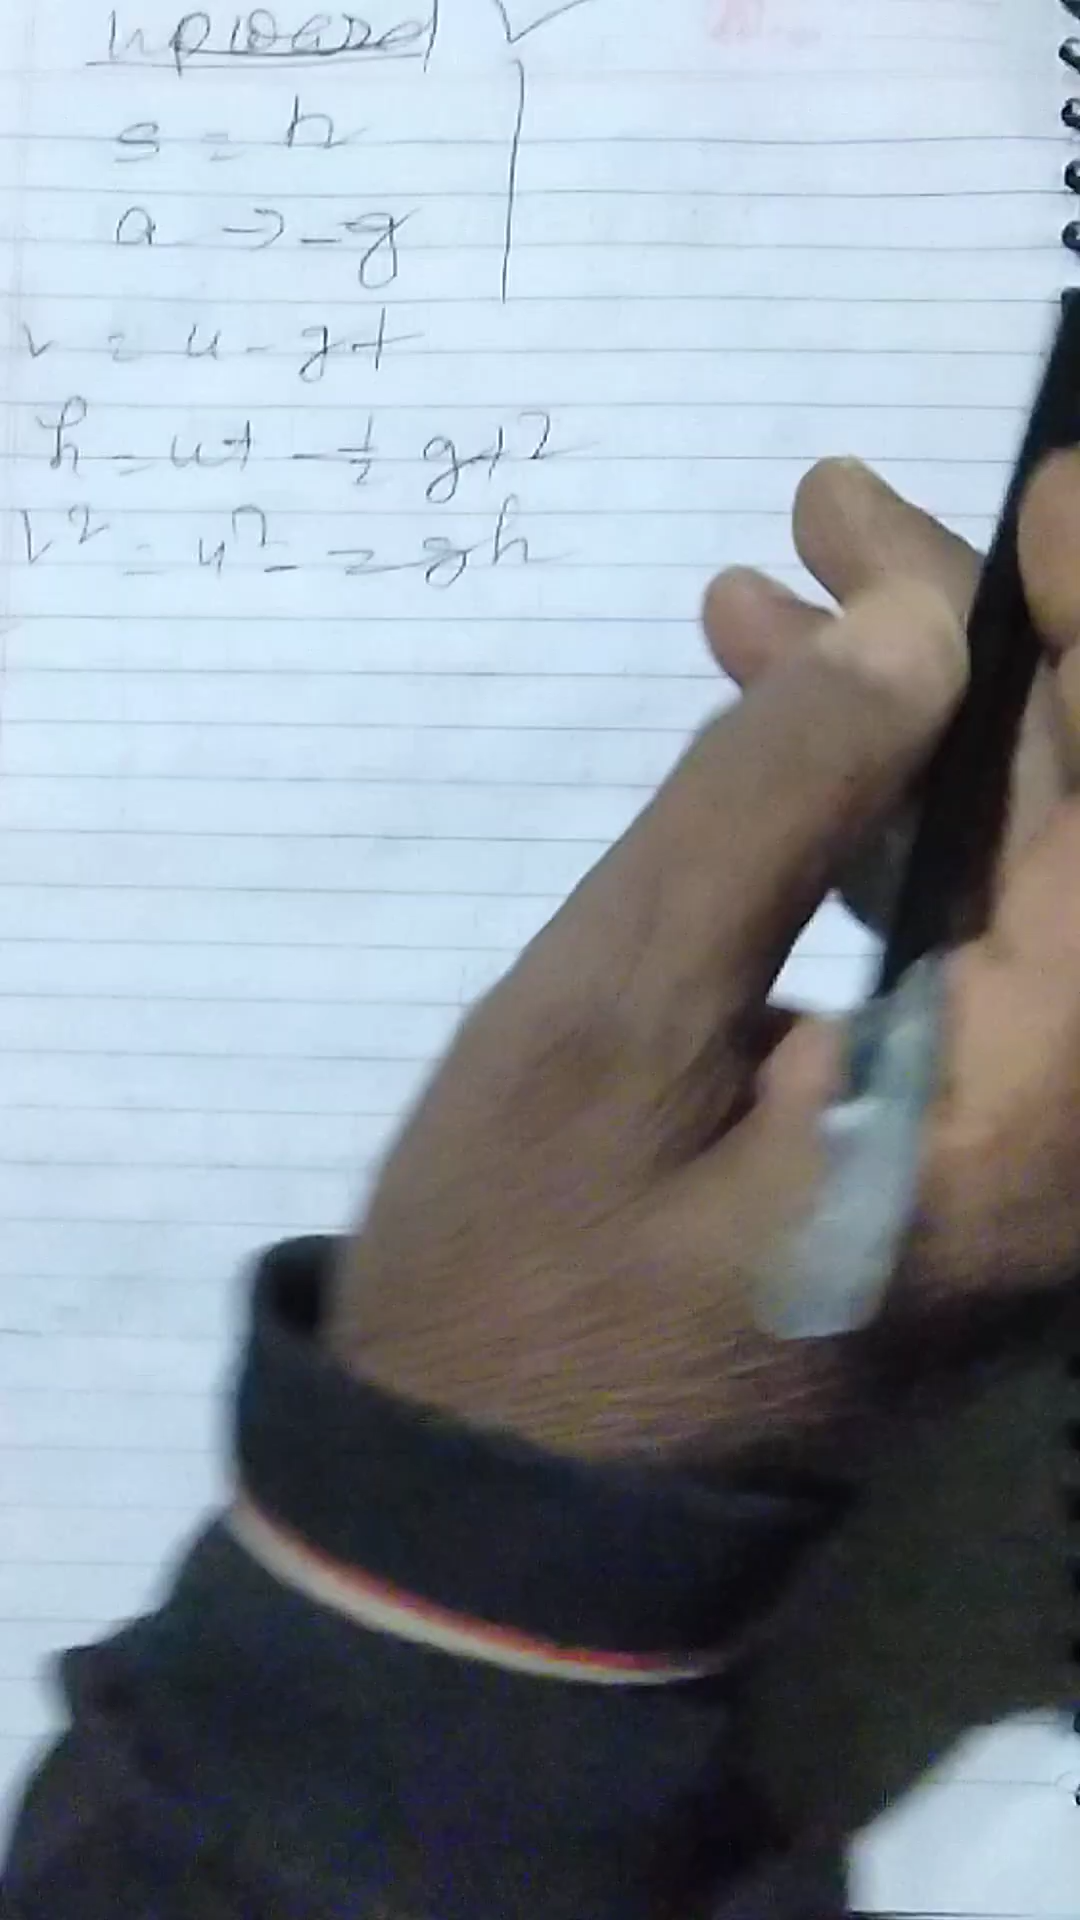 upward
s = h
a → -g
v = u - gt
h = ut - 1/2 gt2
V² = u² - 2gh